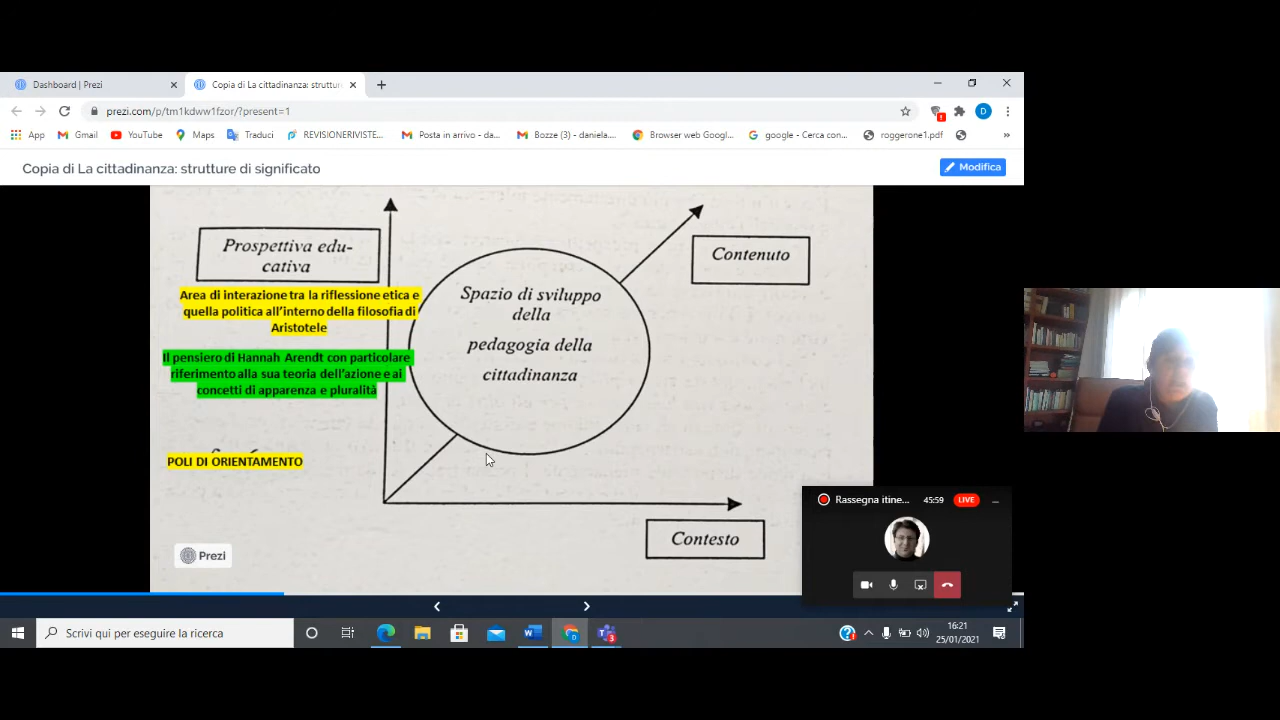 Dashboard | Prezi
Copia di La cittadinanza: struttur
prezi.com/p/tm1kdww1fzor/?present=1
D
App
Gmail
YouTube
Maps
Traduci
REVISIONERIVISTE...
Posta in arrivo - da...
Bozze (3) - daniela....
Browser web Googl...
google - Cerca con...
roggerone1.pdf
»
Copia di La cittadinanza: strutture di significato
Modifica
Prospettiva edu-
cativa
Contenuto
Area di interazione tra la riflessione etica e
quella politica all'interno della filosofia di
Aristotele
Il pensiero di Hannah Arendt con particolare
riferimento alla sua teoria dell'azione e ai
concetti di apparenza e pluralità
POLI DI ORIENTAMENTO
Spazio di sviluppo
della
pedagogia della
cittadinanza
Contesto
Prezi
Rassegna itine...
45:59
LIVE
Scrivi qui per eseguire la ricerca
3
16:21
25/01/2021